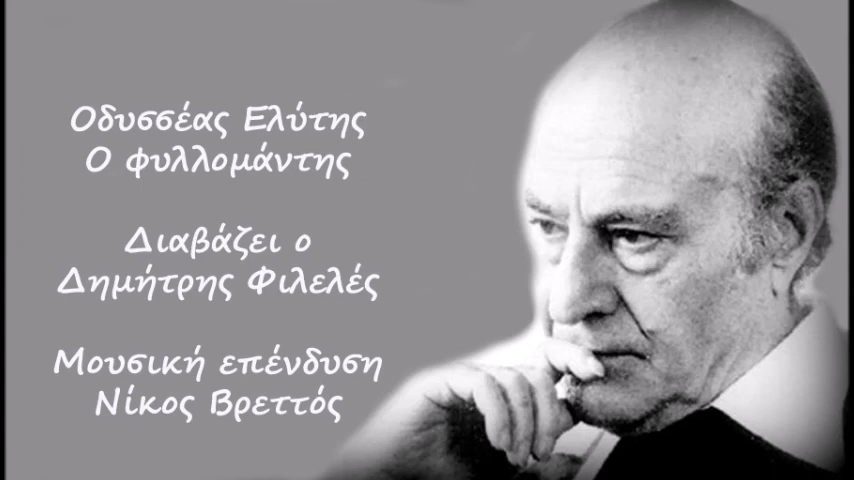 Οδυσσέας Ελύτης
Ο φυλλομάντης
Διαβάζει ο
Δημήτρης Φιλελές
Μουσική επένδυση
Νίκος Βρεττός